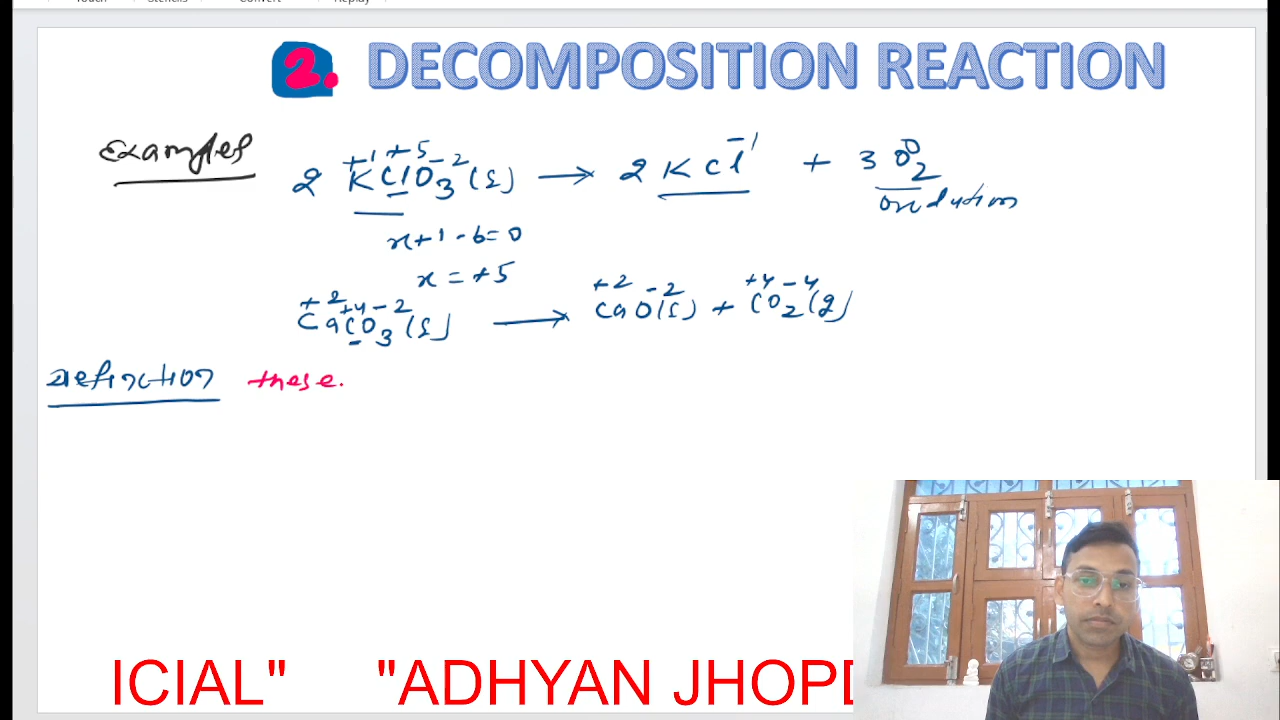 2. DECOMPOSITION REACTION
Examples
+1 +5 -2 -1 0
2 KClO3(s) → 2 KCl + 3 O2
oxidation
x+1-6=0
x = +5
+2 +4 -2 +2 -2 +4 -4
CaCO3(s) → CaO(s) + CO2(g)
Definition these.
ICIAL" "ADHYAN JHOPD